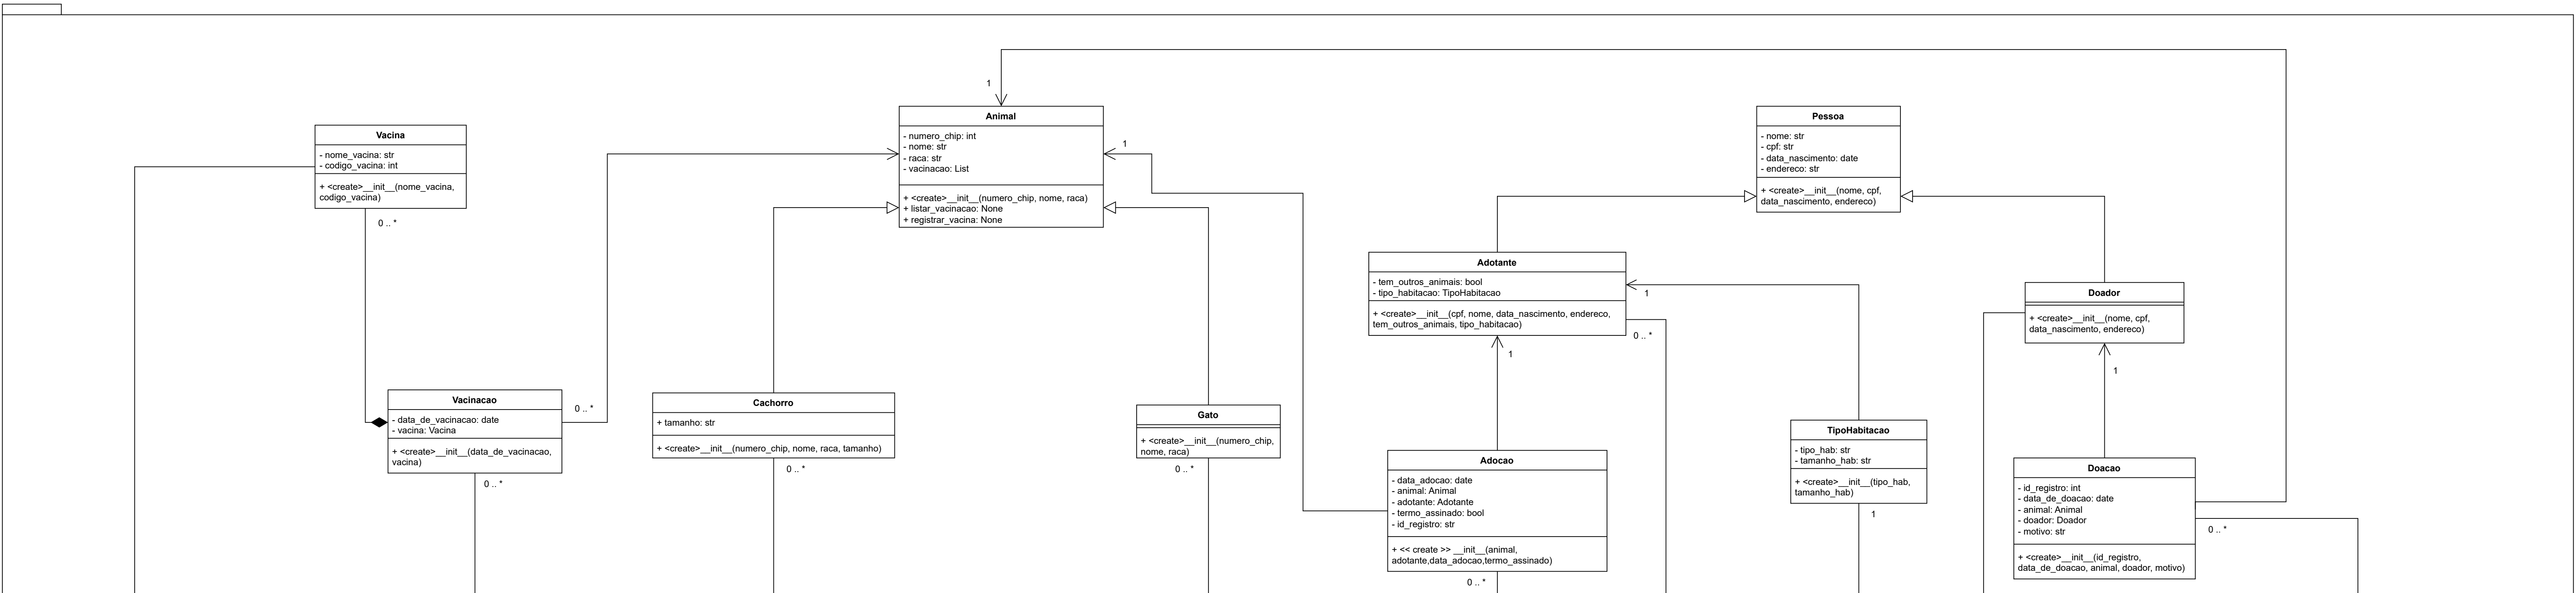 1
Animal
- numero_chip: int
- nome: str
- raca: str
- vacinacao: List
+ <create>__init__(numero_chip, nome, raca)
+ listar_vacinacao: None
+ registrar_vacina: None
1
Pessoa
- nome: str
- cpf: str
- data_nascimento: date
- endereco: str
+ <create>__init__(nome, cpf,
data_nascimento, endereco)
Vacina
- nome_vacina: str
- codigo_vacina: int
+ <create>__init__(nome_vacina,
codigo_vacina)
0 .. *
Adotante
- tem_outros_animais: bool
- tipo_habitacao: TipoHabitacao
+ <create>__init__(cpf, nome, data_nascimento, endereco,
tem_outros_animais, tipo_habitacao)
1
0 .. *
1
Doador
+ <create>__init__(nome, cpf,
data_nascimento, endereco)
1
Vacinacao
- data_de_vacinacao: date
- vacina: Vacina
+ <create>__init__(data_de_vacinacao,
vacina)
0 .. *
0 .. *
Cachorro
+ tamanho: str
+ <create>__init__(numero_chip, nome, raca, tamanho)
0 .. *
Gato
+ <create>__init__(numero_chip,
nome, raca)
0 .. *
Adocao
- data_adocao: date
- animal: Animal
- adotante: Adotante
- termo_assinado: bool
- id_registro: str
+ << create >> __init__(animal,
adotante,data_adocao,termo_assinado)
0 .. *
TipoHabitacao
- tipo_hab: str
- tamanho_hab: str
+ <create>__init__(tipo_hab,
tamanho_hab)
1
Doacao
- id_registro: int
- data_de_doacao: date
- animal: Animal
- doador: Doador
- motivo: str
+ <create>__init__(id_registro,
data_de_doacao, animal, doador, motivo)
0 .. *